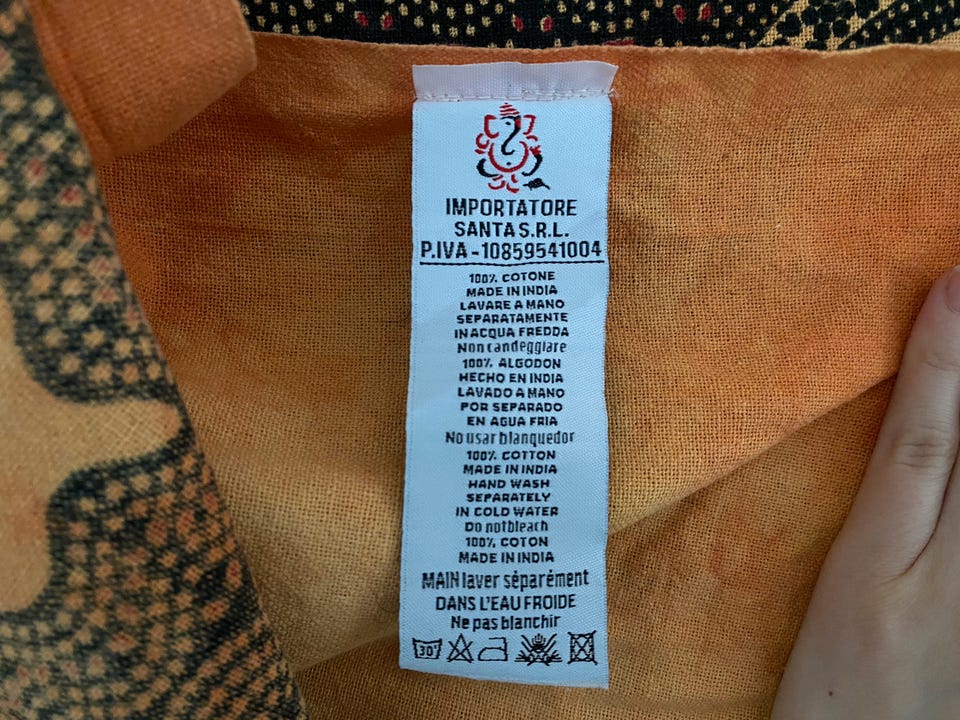 IMPORTATORE
SANTA S.R.L.
P.IVA - 10859541004
100% COTONE
MADE IN INDIA
LAVARE A MANO
SEPARATAMENTE
IN ACQUA FREDDA
Non candeggiare
100% ALGODON
HECHO EN INDIA
LAVADO A MANO
POR SEPARADO
EN AGUA FRIA
No usar blanquedor
100% COTTON
MADE IN INDIA
HAND WASH
SEPARATELY
IN COLD WATER
Do notbleach
100% COTON
MADE IN INDIA
MAIN laver séparément
DANS L'EAU FROIDE
Ne pas blanchir
30°